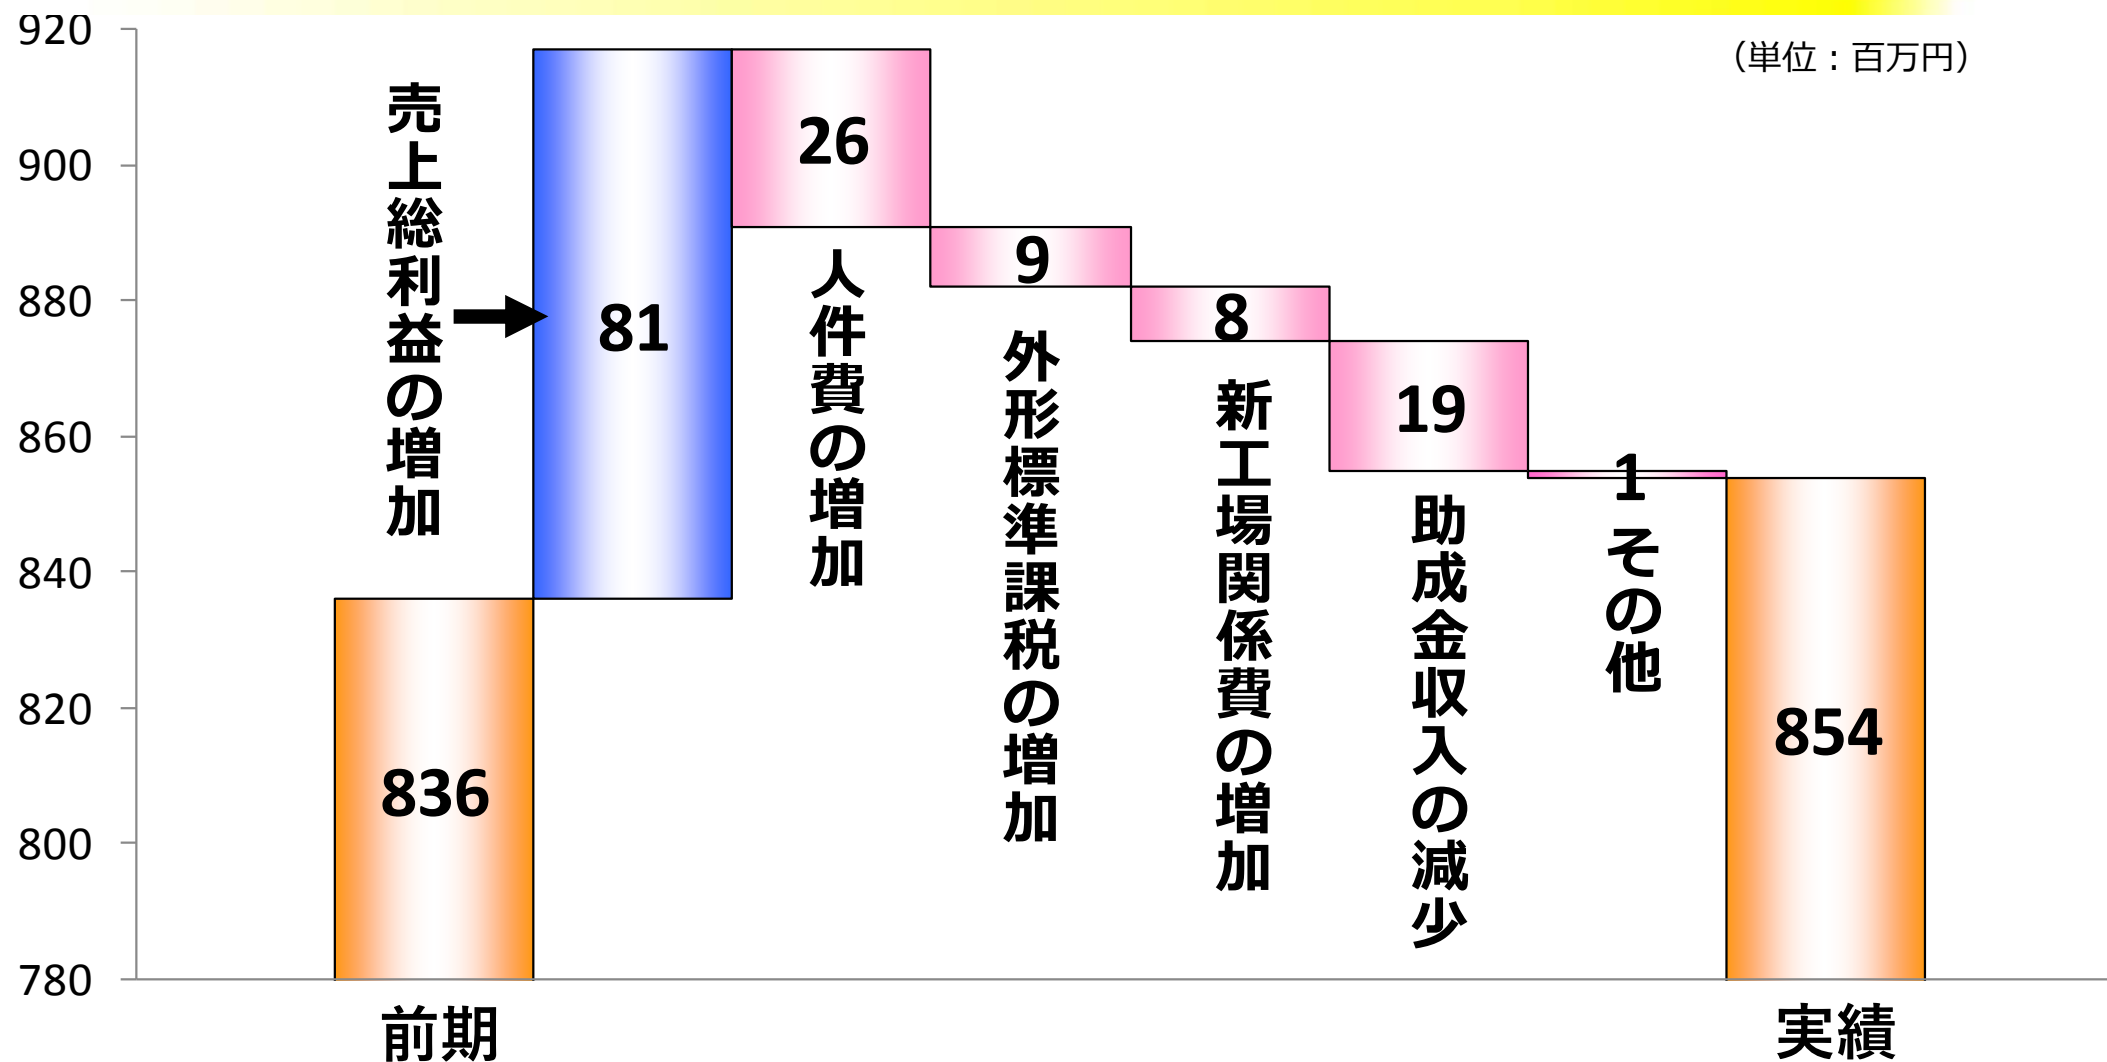 （単位：百万円）
920
900
880
860
840
820
800
780
836
売上総利益の増加
81
26
人件費の増加
9
外形標準課税の増加
8
新工場関係費の増加
19
助成金収入の減少
1
その他
854
前期
実績